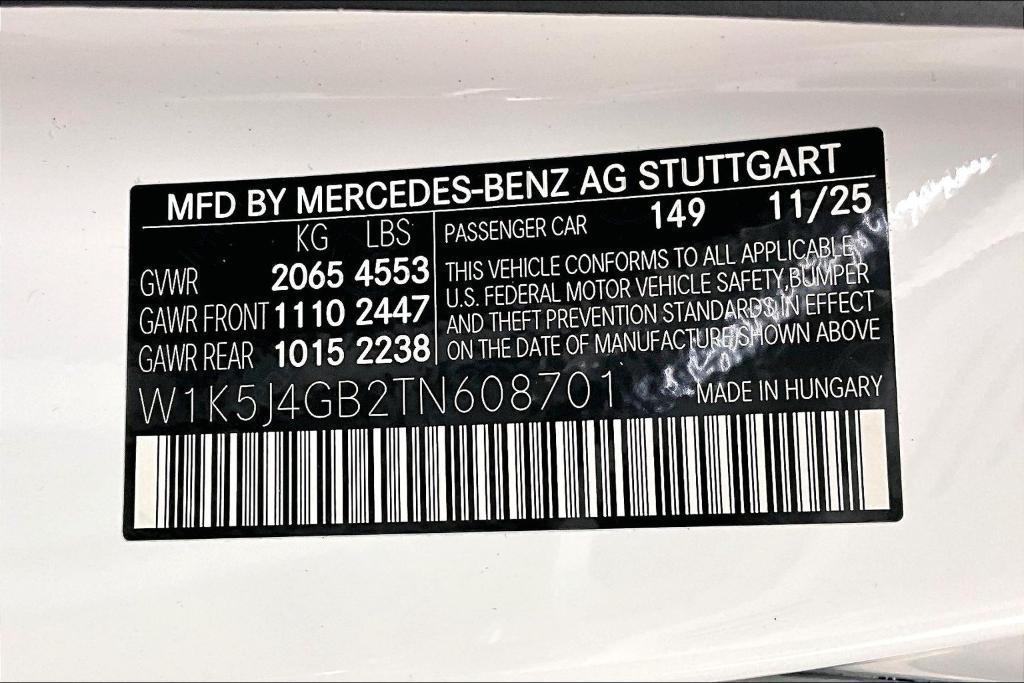 MFD BY MERCEDES-BENZ AG STUTTGART
KG LBS
GVWR 2065 4553
GAWR FRONT 1110 2447
GAWR REAR 1015 2238
PASSENGER CAR 149 11/25
THIS VEHICLE CONFORMS TO ALL APPLICABLE
U.S. FEDERAL MOTOR VEHICLE SAFETY, BUMPER
AND THEFT PREVENTION STANDARDS IN EFFECT
ON THE DATE OF MANUFACTURE SHOWN ABOVE
W1K5J4GB2TN608701 MADE IN HUNGARY